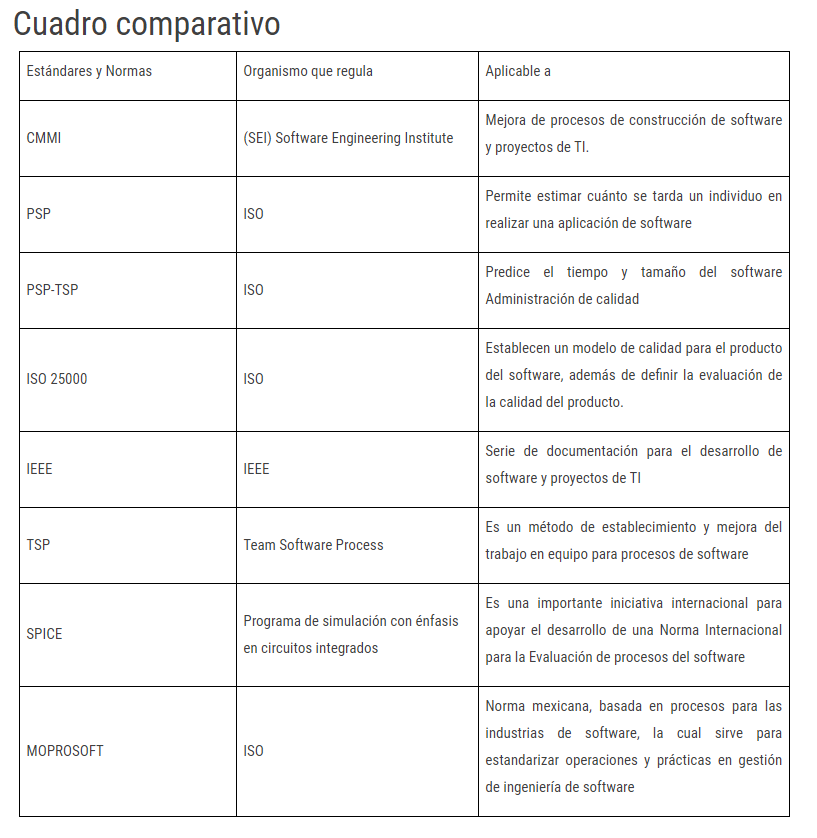 Cuadro comparativo
Estándares y Normas
Organismo que regula
Aplicable a
CMMI
(SEI) Software Engineering Institute
Mejora de procesos de construcción de software
y proyectos de TI.
PSP
ISO
Permite estimar cuánto se tarda un individuo en
realizar una aplicación de software
PSP-TSP
ISO
Predice el tiempo y tamaño del software
Administración de calidad
ISO 25000
ISO
Establecen un modelo de calidad para el producto
del software, además de definir la evaluación de
la calidad del producto.
IEEE
IEEE
Serie de documentación para el desarrollo de
software y proyectos de TI
TSP
Team Software Process
Es un método de establecimiento y mejora del
trabajo en equipo para procesos de software
SPICE
Programa de simulación con énfasis
en circuitos integrados
Es una importante iniciativa internacional para
apoyar el desarrollo de una Norma Internacional
para la Evaluación de procesos del software
MOPROSOFT
ISO
Norma mexicana, basada en procesos para las
industrias de software, la cual sirve para
estandarizar operaciones y prácticas en gestión
de ingeniería de software